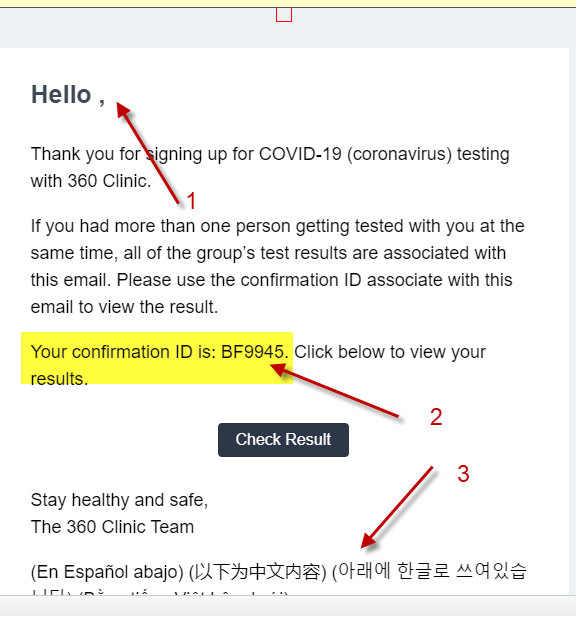 Hello ,
Thank you for signing up for COVID-19 (coronavirus) testing
with 360 Clinic.
1
If you had more than one person getting tested with you at the
same time, all of the group's test results are associated with
this email. Please use the confirmation ID associate with this
email to view the result.
Your confirmation ID is: BF9945. Click below to view your
results.
2
Check Result
3
Stay healthy and safe,
The 360 Clinic Team
(En Español abajo) (以下为中文内容) (아래에 한글로 쓰여있습